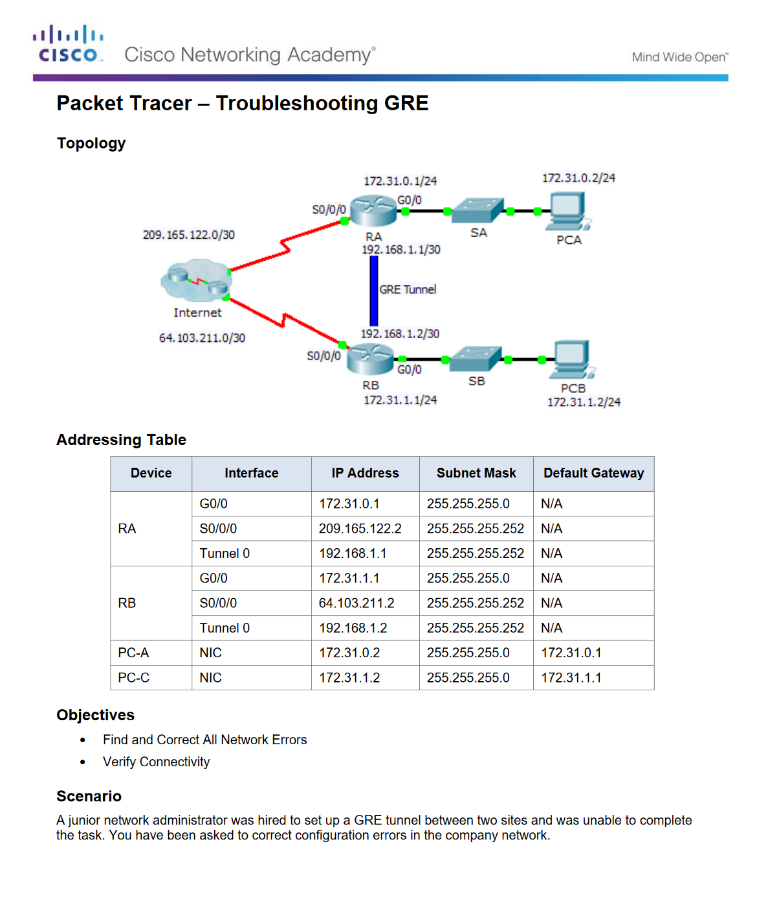 CISCO Cisco Networking Academy® Mind Wide Open™
Packet Tracer – Troubleshooting GRE
Topology
172.31.0.1/24
172.31.0.2/24
S0/0/0
G0/0
SA
PCA
RA
209.165.122.0/30
192.168.1.1/30
GRE Tunnel
Internet
64.103.211.0/30
192.168.1.2/30
S0/0/0
G0/0
RB
SB
PCB
172.31.1.1/24
172.31.1.2/24
Addressing Table
Device Interface IP Address Subnet Mask Default Gateway
RA
G0/0 172.31.0.1 255.255.255.0 N/A
S0/0/0 209.165.122.2 255.255.255.252 N/A
Tunnel 0 192.168.1.1 255.255.255.252 N/A
RB
G0/0 172.31.1.1 255.255.255.0 N/A
S0/0/0 64.103.211.2 255.255.255.252 N/A
Tunnel 0 192.168.1.2 255.255.255.252 N/A
PC-A NIC 172.31.0.2 255.255.255.0 172.31.0.1
PC-C NIC 172.31.1.2 255.255.255.0 172.31.1.1
Objectives
• Find and Correct All Network Errors
• Verify Connectivity
Scenario
A junior network administrator was hired to set up a GRE tunnel between two sites and was unable to complete
the task. You have been asked to correct configuration errors in the company network.